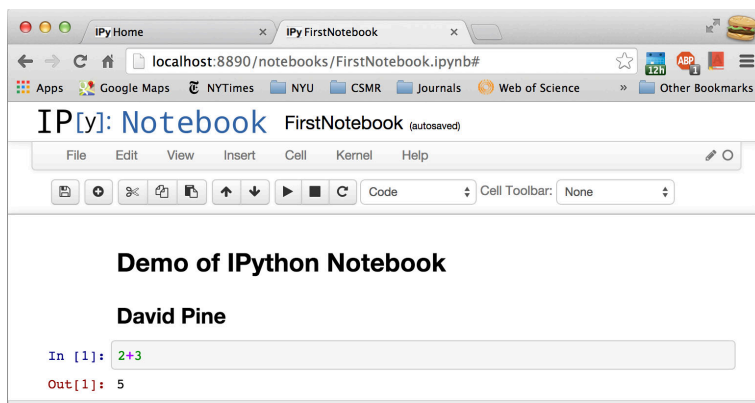 IPy Home IPy FirstNotebook
localhost:8890/notebooks/FirstNotebook.ipynb# 12h ABP 1
Apps Google Maps NYTimes NYU CSMR Journals Web of Science » Other Bookmarks
IP[y]: Notebook FirstNotebook (autosaved)
File Edit View Insert Cell Kernel Help
Code Cell Toolbar: None
Demo of IPython Notebook
David Pine
In [1]: 2+3
Out[1]: 5